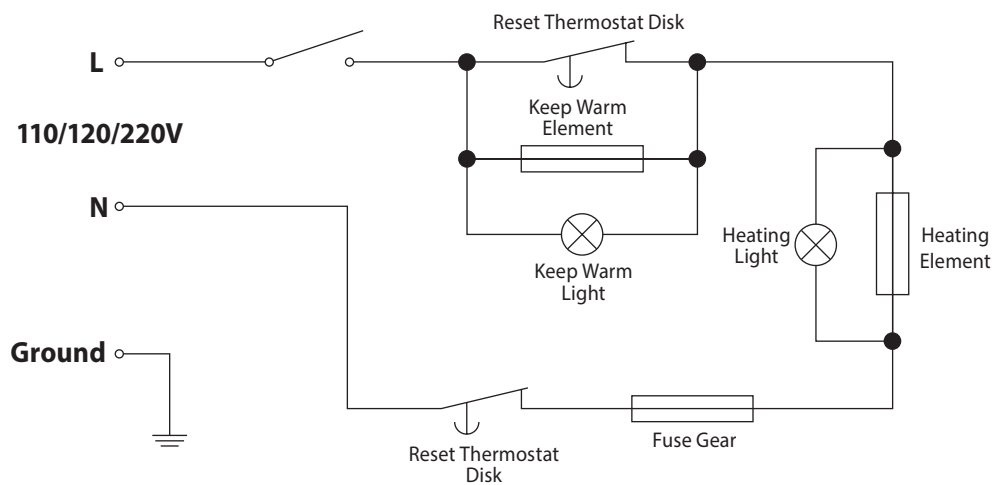 Reset Thermostat Disk
L
Keep Warm
Element
110/120/220V
N
Heating
Light
Heating
Element
Keep Warm
Light
Ground
Fuse Gear
Reset Thermostat
Disk